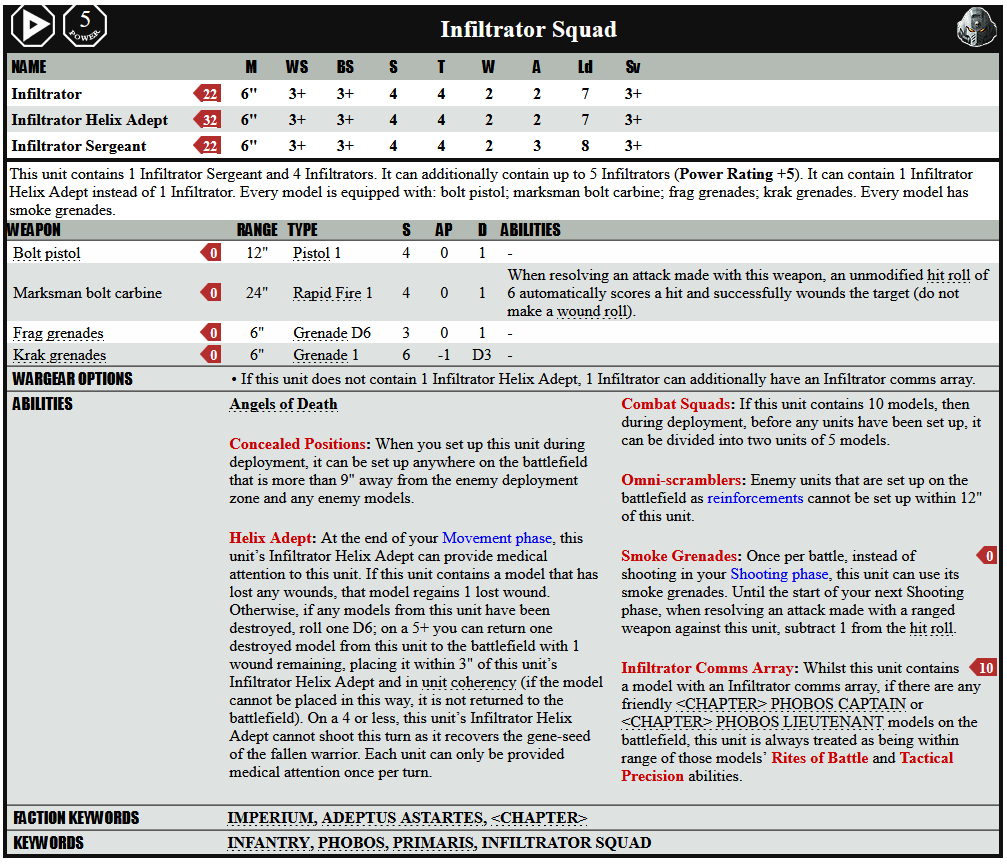 5
POWER
Infiltrator Squad
NAME M WS BS S T W A Ld Sv
Infiltrator 22 6" 3+ 3+ 4 4 2 2 7 3+
Infiltrator Helix Adept 32 6" 3+ 3+ 4 4 2 2 7 3+
Infiltrator Sergeant 22 6" 3+ 3+ 4 4 2 3 8 3+
This unit contains 1 Infiltrator Sergeant and 4 Infiltrators. It can additionally contain up to 5 Infiltrators (Power Rating +5). It can contain 1 Infiltrator
Helix Adept instead of 1 Infiltrator. Every model is equipped with: bolt pistol; marksman bolt carbine; frag grenades; krak grenades. Every model has
smoke grenades.
WEAPON RANGE TYPE S AP D ABILITIES
Bolt pistol 0 12" Pistol 1 4 0 1 -
Marksman bolt carbine 0 24" Rapid Fire 1 4 0 1 When resolving an attack made with this weapon, an unmodified hit roll of
6 automatically scores a hit and successfully wounds the target (do not
make a wound roll).
Frag grenades 0 6" Grenade D6 3 0 1 -
Krak grenades 0 6" Grenade 1 6 -1 D3 -
WARGEAR OPTIONS • If this unit does not contain 1 Infiltrator Helix Adept, 1 Infiltrator can additionally have an Infiltrator comms array.
ABILITIES
Angels of Death
Concealed Positions: When you set up this unit during
deployment, it can be set up anywhere on the battlefield
that is more than 9" away from the enemy deployment
zone and any enemy models.
Helix Adept: At the end of your Movement phase, this
unit's Infiltrator Helix Adept can provide medical
attention to this unit. If this unit contains a model that has
lost any wounds, that model regains 1 lost wound.
Otherwise, if any models from this unit have been
destroyed, roll one D6; on a 5+ you can return one
destroyed model from this unit to the battlefield with 1
wound remaining, placing it within 3" of this unit's
Infiltrator Helix Adept and in unit coherency (if the model
cannot be placed in this way, it is not returned to the
battlefield). On a 4 or less, this unit's Infiltrator Helix
Adept cannot shoot this turn as it recovers the gene-seed
of the fallen warrior. Each unit can only be provided
medical attention once per turn.
Combat Squads: If this unit contains 10 models, then
during deployment, before any units have been set up, it
can be divided into two units of 5 models.
Omni-scramblers: Enemy units that are set up on the
battlefield as reinforcements cannot be set up within 12"
of this unit.
Smoke Grenades: Once per battle, instead of 0
shooting in your Shooting phase, this unit can use its
smoke grenades. Until the start of your next Shooting
phase, when resolving an attack made with a ranged
weapon against this unit, subtract 1 from the hit roll.
Infiltrator Comms Array: Whilst this unit contains 10
a model with an Infiltrator comms array, if there are any
friendly <CHAPTER> PHOBOS CAPTAIN or
<CHAPTER> PHOBOS LIEUTENANT models on the
battlefield, this unit is always treated as being within
range of those models' Rites of Battle and Tactical
Precision abilities.
FACTION KEYWORDS IMPERIUM, ADEPTUS ASTARTES, <CHAPTER>
KEYWORDS INFANTRY, PHOBOS, PRIMARIS, INFILTRATOR SQUAD